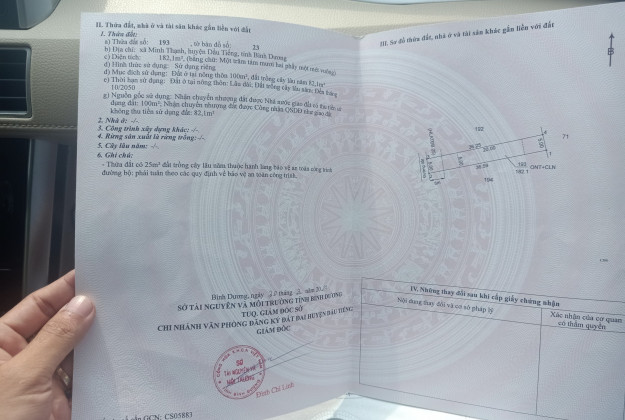 II. Thửa đất, nhà ở và tài sản khác gắn liền với đất
1. Thửa đất:
a) Thửa đất số: 193 , tờ bản đồ số: 23
b) Địa chỉ: xã Minh Thạnh, huyện Dầu Tiếng, tỉnh Bình Dương
c) Diện tích: 182,1m², (bằng chữ: Một trăm tám mươi hai phẩy một mét vuông)
d) Hình thức sử dụng: Sử dụng riêng
đ) Mục đích sử dụng: Đất ở tại nông thôn 100m²; đất trồng cây lâu năm 82,1m²
e) Thời hạn sử dụng: Đất ở tại nông thôn: Lâu dài; Đất trồng cây lâu năm: Đến tháng
10/2050
g) Nguồn gốc sử dụng: Nhận chuyển nhượng đất được Nhà nước giao đất có thu tiền sử
dụng đất: 100m²; Nhận chuyển nhượng đất được Công nhận QSDĐ như giao đất
không thu tiền sử dụng đất: 82,1m²
2. Nhà ở: -/-
3. Công trình xây dựng khác: -/-
4. Rừng sản xuất là rừng trồng: -/-
5. Cây lâu năm: -/-
6. Ghi chú:
- Thửa đất có 25m² đất trồng cây lâu năm thuộc hành lang bảo vệ an toàn công trình
đường bộ; phải tuân theo các quy định về bảo vệ an toàn công trình.
Bình Dương, ngày tháng năm
SỞ TÀI NGUYÊN VÀ MÔI TRƯỜNG TỈNH BÌNH DƯƠNG
TUQ. GIÁM ĐỐC SỞ
CHI NHÁNH VĂN PHÒNG ĐĂNG KÝ ĐẤT ĐAI HUYỆN DẦU TIẾNG
GIÁM ĐỐC
SỞ
TÀI NGUYÊN VÀ
MÔI TRƯỜNG
Đinh Chí Linh
GCN: CS05883
III. Sơ đồ thửa đất, nhà ở và tài sản khác gắn liền với đất
B
192
71
193
182.1
ONT+CLN
194
IV. Những thay đổi sau khi cấp giấy chứng nhận
Nội dung thay đổi và cơ sở pháp lý
Xác nhận của cơ quan
có thẩm quyền